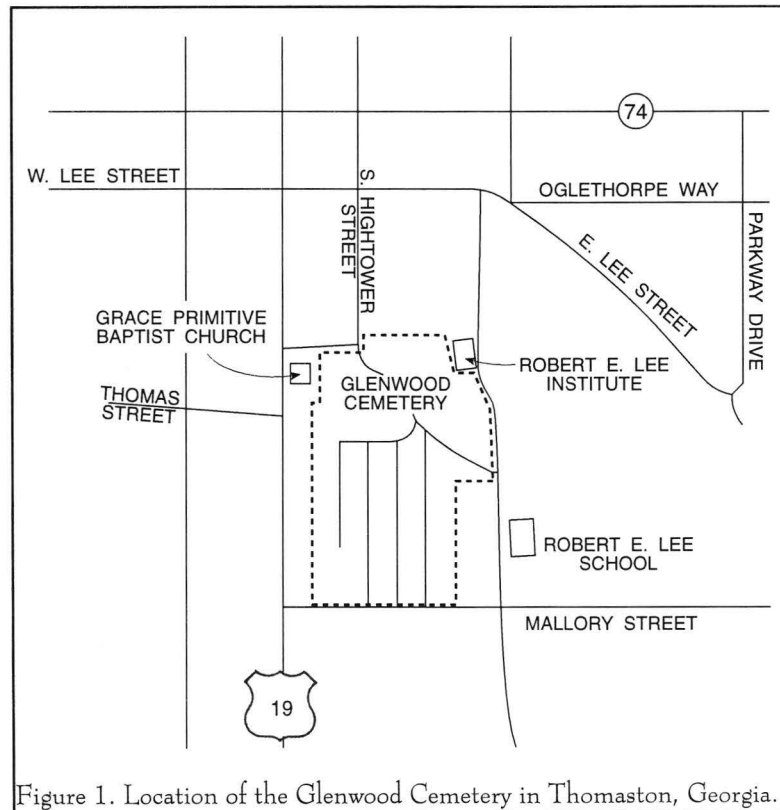 74
W. LEE STREET
OGLETHORPE WAY
S. HIGHTOWER
STREET
E. LEE STREET
PARKWAY DRIVE
GRACE PRIMITIVE
BAPTIST CHURCH
ROBERT E. LEE
INSTITUTE
GLENWOOD
CEMETERY
THOMAS
STREET
ROBERT E. LEE
SCHOOL
MALLORY STREET
19
Figure 1. Location of the Glenwood Cemetery in Thomaston, Georgia.